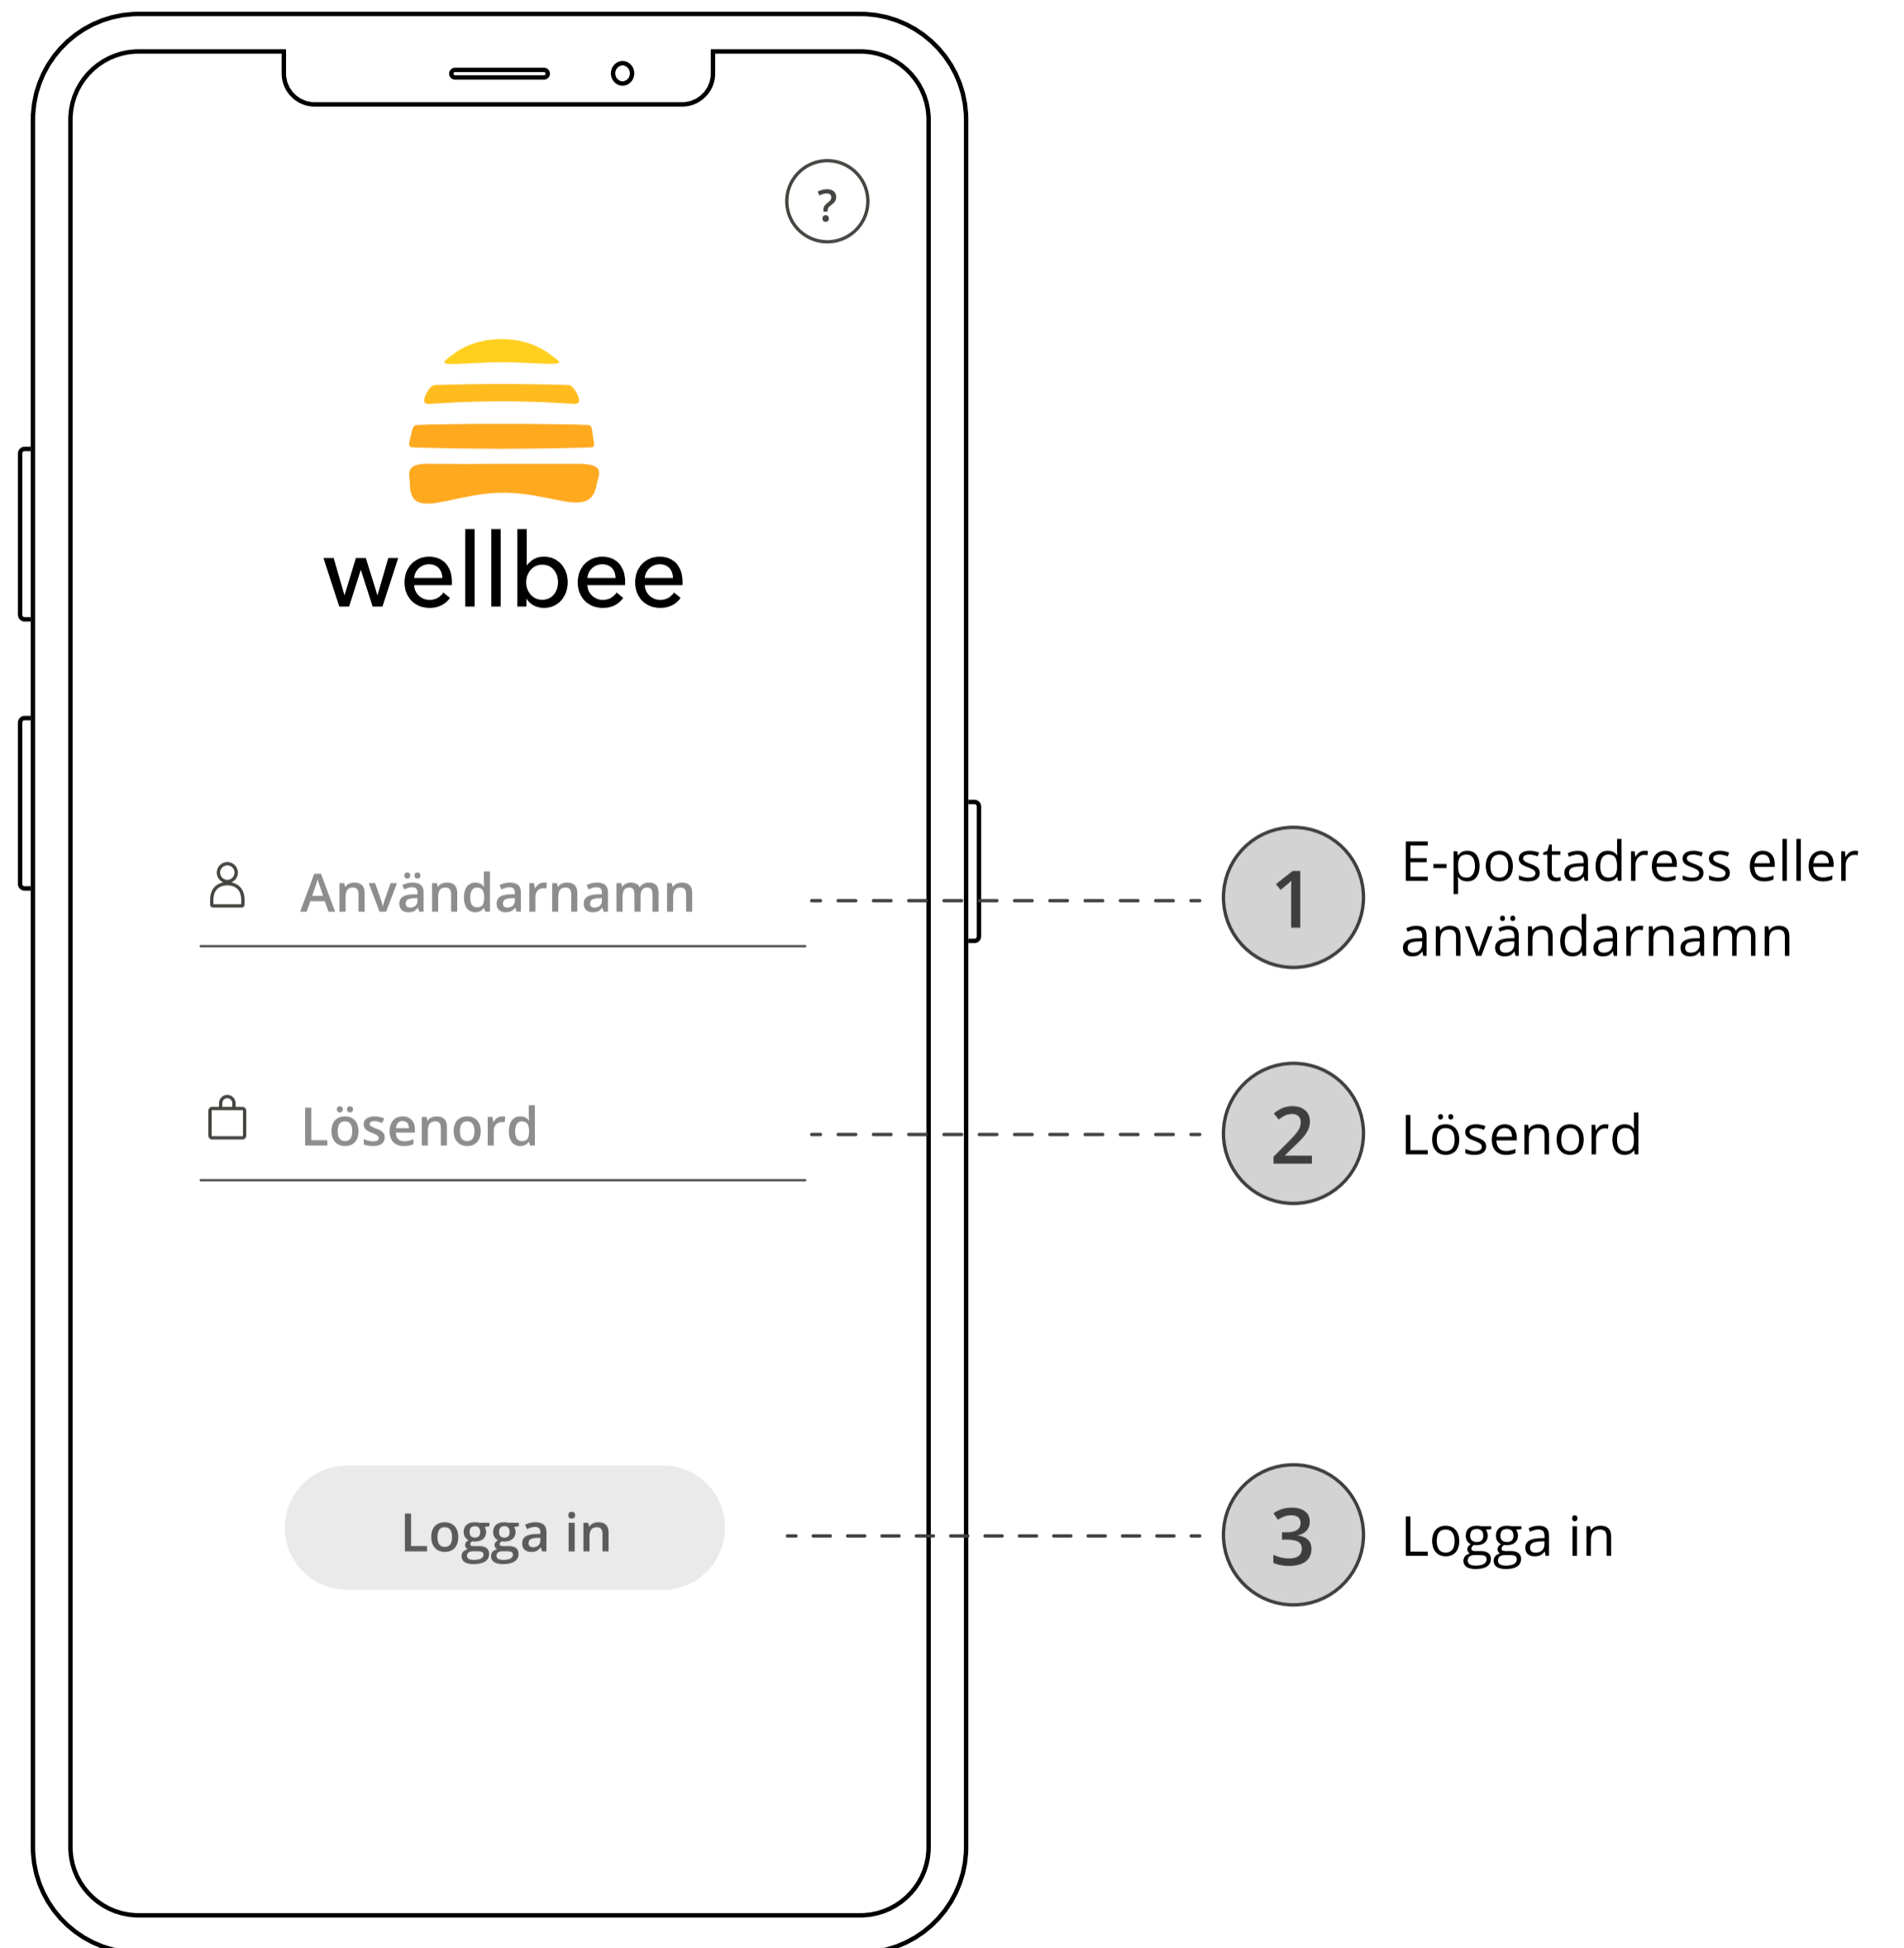 ?
wellbee
Användarnamn
1
E-postadress eller
användarnamn
Lösenord
2
Lösenord
Logga in
3
Logga in